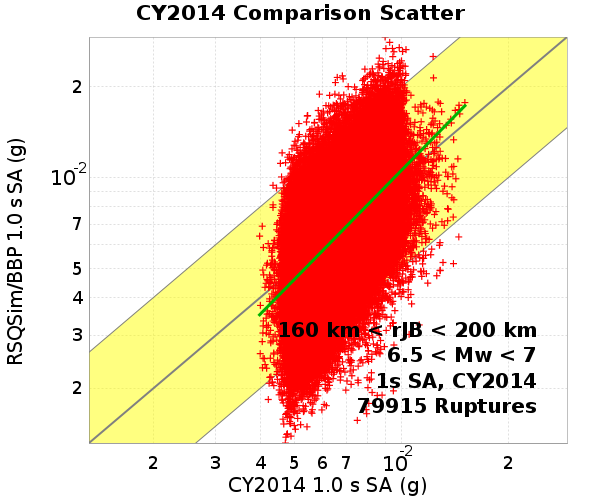 CY2014 Comparison Scatter
RSQSim/BBP 1.0 s SA (g)
2
10-2
7
5
4
3
2
160 km < rJB < 200 km
6.5 < Mw < 7
1s SA, CY2014
79915 Ruptures
2 3 4 5 6 7 10-2 2
CY2014 1.0 s SA (g)